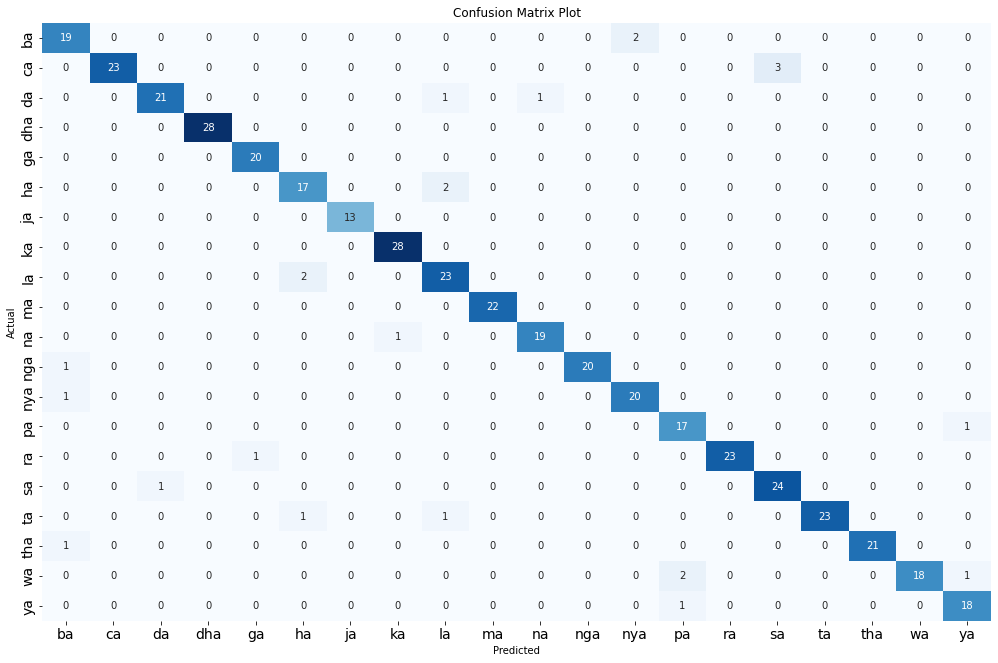 Confusion Matrix Plot
ba 19 0 0 0 0 0 0 0 0 0 0 0 2 0 0 0 0 0 0 0
ca 0 23 0 0 0 0 0 0 0 0 0 0 0 0 0 3 0 0 0 0
da 0 0 21 0 0 0 0 0 1 0 1 0 0 0 0 0 0 0 0 0
dha 0 0 0 28 0 0 0 0 0 0 0 0 0 0 0 0 0 0 0 0
ga 0 0 0 0 20 0 0 0 0 0 0 0 0 0 0 0 0 0 0 0
ha 0 0 0 0 0 17 0 0 2 0 0 0 0 0 0 0 0 0 0 0
ja 0 0 0 0 0 0 13 0 0 0 0 0 0 0 0 0 0 0 0 0
ka 0 0 0 0 0 0 0 28 0 0 0 0 0 0 0 0 0 0 0 0
la 0 0 0 0 0 2 0 0 23 0 0 0 0 0 0 0 0 0 0 0
ma 0 0 0 0 0 0 0 0 0 22 0 0 0 0 0 0 0 0 0 0
Actual
na 0 0 0 0 0 0 0 1 0 0 19 0 0 0 0 0 0 0 0 0
nga 1 0 0 0 0 0 0 0 0 0 0 20 0 0 0 0 0 0 0 0
nya 1 0 0 0 0 0 0 0 0 0 0 0 20 0 0 0 0 0 0 0
pa 0 0 0 0 0 0 0 0 0 0 0 0 0 17 0 0 0 0 0 1
ra 0 0 0 0 1 0 0 0 0 0 0 0 0 0 23 0 0 0 0 0
sa 0 0 1 0 0 0 0 0 0 0 0 0 0 0 0 24 0 0 0 0
ta 0 0 0 0 0 1 0 0 1 0 0 0 0 0 0 0 23 0 0 0
tha 1 0 0 0 0 0 0 0 0 0 0 0 0 0 0 0 0 21 0 0
wa 0 0 0 0 0 0 0 0 0 0 0 0 0 2 0 0 0 0 18 1
ya 0 0 0 0 0 0 0 0 0 0 0 0 0 1 0 0 0 0 0 18
ba ca da dha ga ha ja ka la ma na nga nya pa ra sa ta tha wa ya
Predicted